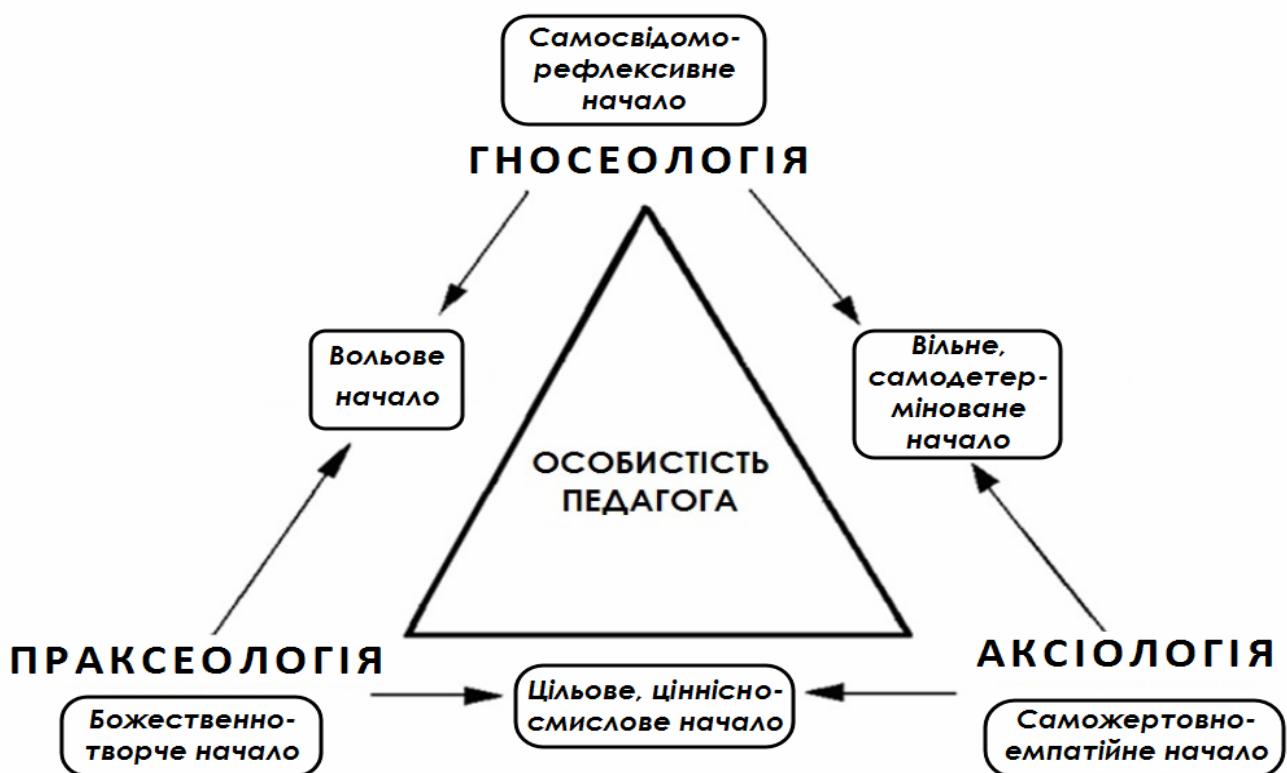 Самосвідомо-
рефлексивне
начало
ГНОСЕОЛОГІЯ
Вольове
начало
Вільне,
самодетер-
міноване
начало
ОСОБИСТІСТЬ
ПЕДАГОГА
ПРАКСЕОЛОГІЯ
АКСІОЛОГІЯ
Цільове, ціннісно-
смислове начало
Божественно-
творче начало
Саможертовно-
емпатійне начало